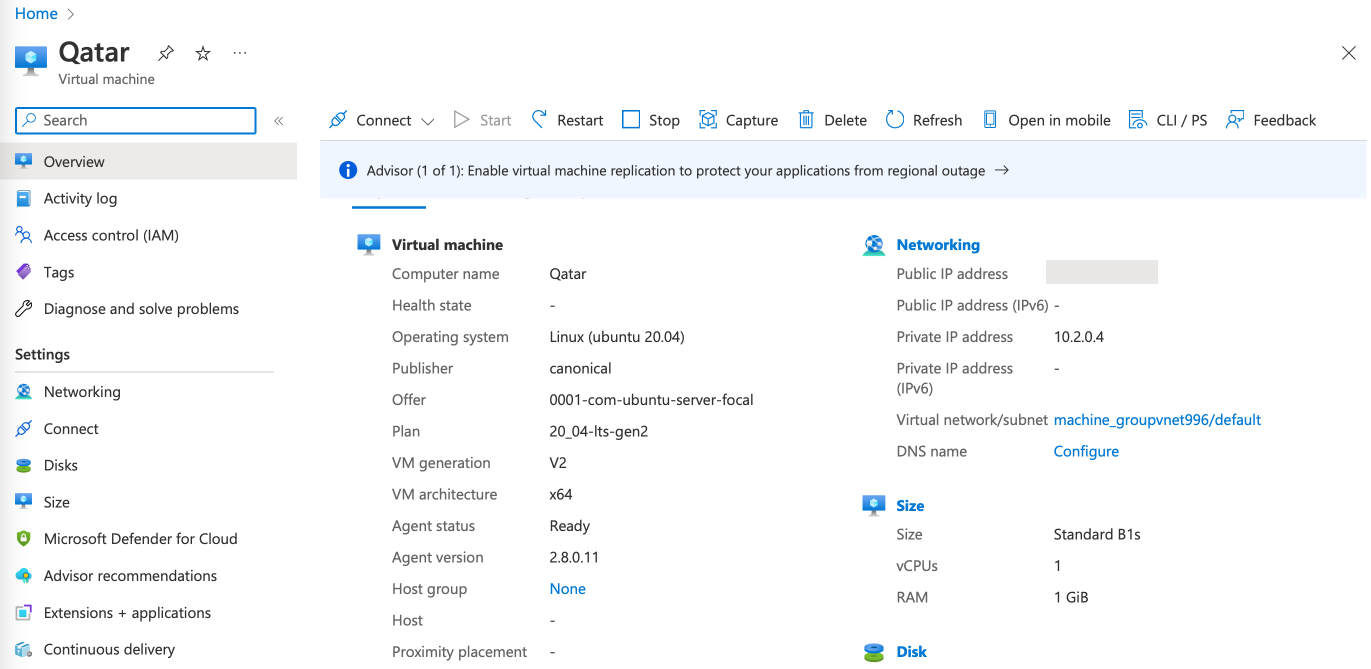 Home
Qatar
Virtual machine
Search
Connect Start Restart Stop Capture Delete Refresh Open in mobile CLI / PS Feedback
Advisor (1 of 1): Enable virtual machine replication to protect your applications from regional outage →
Overview
Activity log
Access control (IAM)
Tags
Diagnose and solve problems
Settings
Networking
Connect
Disks
Size
Microsoft Defender for Cloud
Advisor recommendations
Extensions + applications
Continuous delivery
Virtual machine
Computer name Qatar
Health state -
Operating system Linux (ubuntu 20.04)
Publisher canonical
Offer 0001-com-ubuntu-server-focal
Plan 20_04-lts-gen2
VM generation V2
VM architecture x64
Agent status Ready
Agent version 2.8.0.11
Host group None
Host -
Proximity placement -
Networking
Public IP address
Public IP address (IPv6) -
Private IP address 10.2.0.4
Private IP address -
(IPv6)
Virtual network/subnet machine_groupvnet996/default
DNS name Configure
Size
Size Standard B1s
vCPUs 1
RAM 1 GiB
Disk